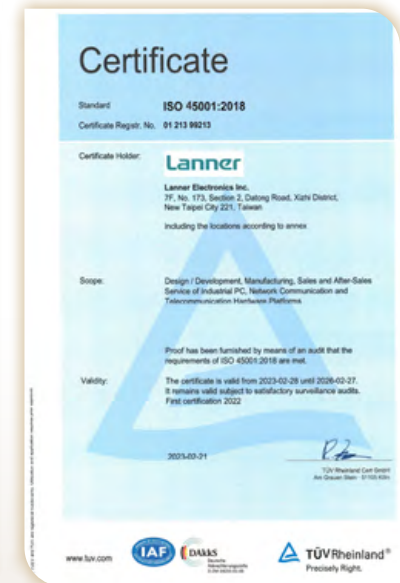 Certificate
Standard ISO 45001:2018
Certificate Registr. No. 01 213 99213
Certificate Holder:
Lanner
Lanner Electronics Inc.
7F, No. 173, Section 2, Datong Road, Xizhi District,
New Taipei City 221, Taiwan
including the locations according to annex
Scope: Design / Development, Manufacturing, Sales and After-Sales
Service of Industrial PC, Network Communication and
Telecommunication Hardware Platforms
Proof has been furnished by means of an audit that the
requirements of ISO 45001:2018 are met.
Validity: The certificate is valid from 2023-02-28 until 2026-02-27.
It remains valid subject to satisfactory surveillance audits.
First certification 2022
2023-02-21
TÜV Rheinland Cert GmbH
Am Grauen Stein · 51105 Köln
www.tuv.com
IAF
DAkkS
Deutsche
Akkreditierungsstelle
TÜVRheinland®
Precisely Right.